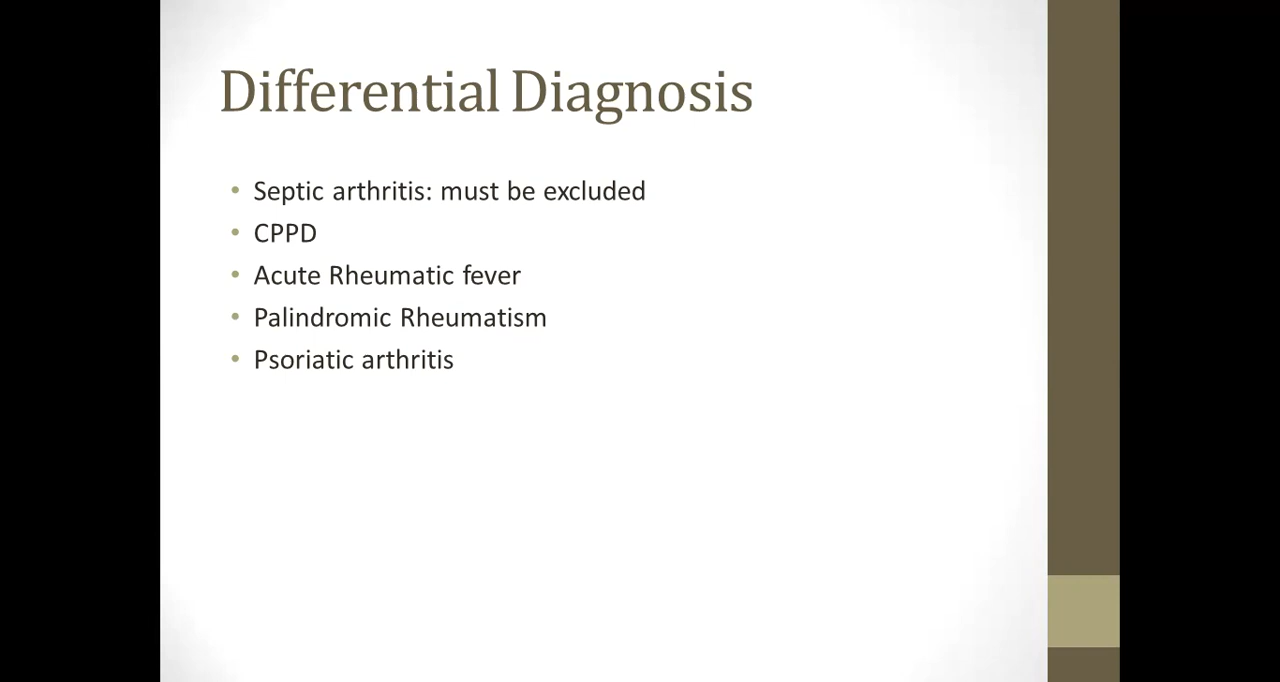 Differential Diagnosis
• Septic arthritis: must be excluded
• CPPD
• Acute Rheumatic fever
• Palindromic Rheumatism
• Psoriatic arthritis